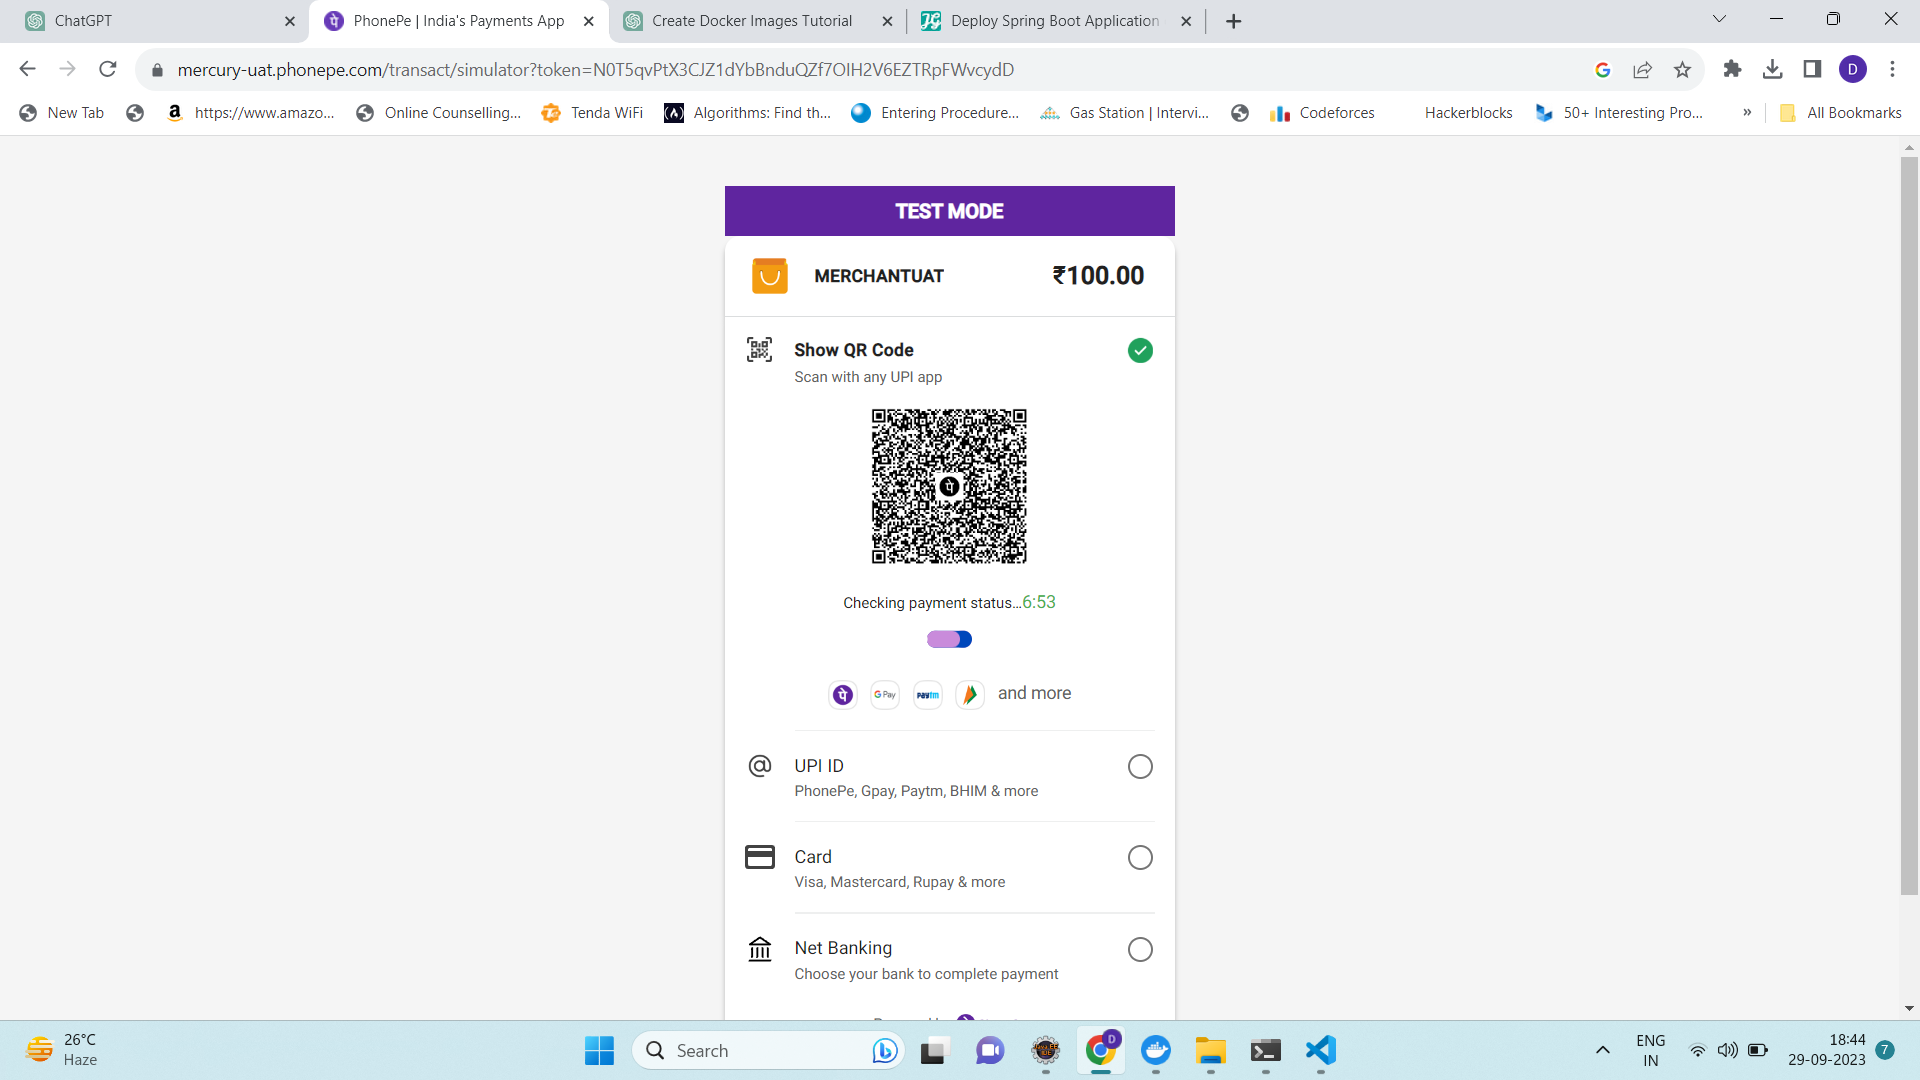 ChatGPT
PhonePe | India's Payments App
Create Docker Images Tutorial
Deploy Spring Boot Application
mercury-uat.phonepe.com/transact/simulator?token=N0T5qvPtX3CJZ1dYbBnduQZf7OIH2V6EZTRpFWvcydD
D
New Tab
https://www.amazo...
Online Counselling...
Tenda WiFi
Algorithms: Find th...
Entering Procedure...
Gas Station | Intervi...
Codeforces
Hackerblocks
50+ Interesting Pro...
»
All Bookmarks
TEST MODE
MERCHANTUAT
₹100.00
Show QR Code
Scan with any UPI app
पे
Checking payment status...6:53
पे
G Pay
paytm
and more
UPI ID
PhonePe, Gpay, Paytm, BHIM & more
Card
Visa, Mastercard, Rupay & more
Net Banking
Choose your bank to complete payment
26°C
Haze
Search
D
ENG
IN
18:44
29-09-2023
7